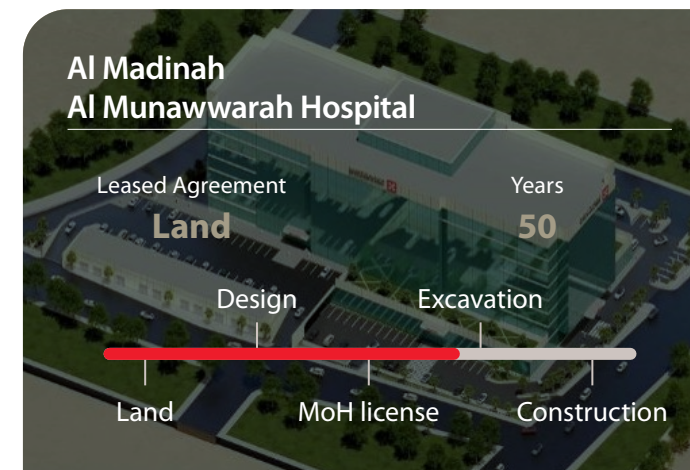 Al Madinah
Al Munawwarah Hospital
Leased Agreement
Years
Land
50
Design
Excavation
Land
MoH license
Construction